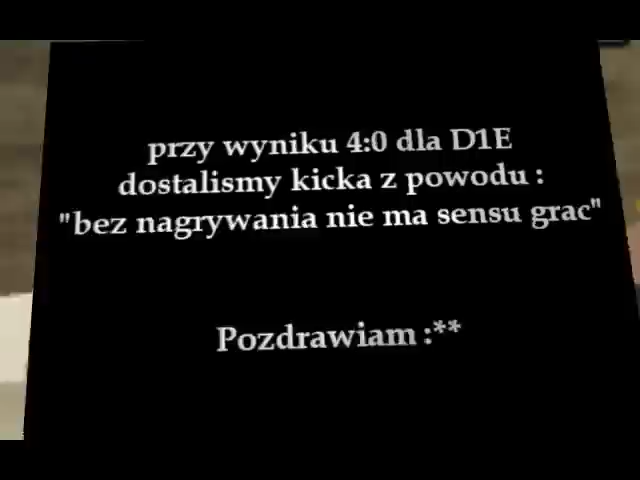 przy wyniku 4:0 dla D1E
dostalismy kicka z powodu :
"bez nagrywania nie ma sensu grac"
Pozdrawiam :**